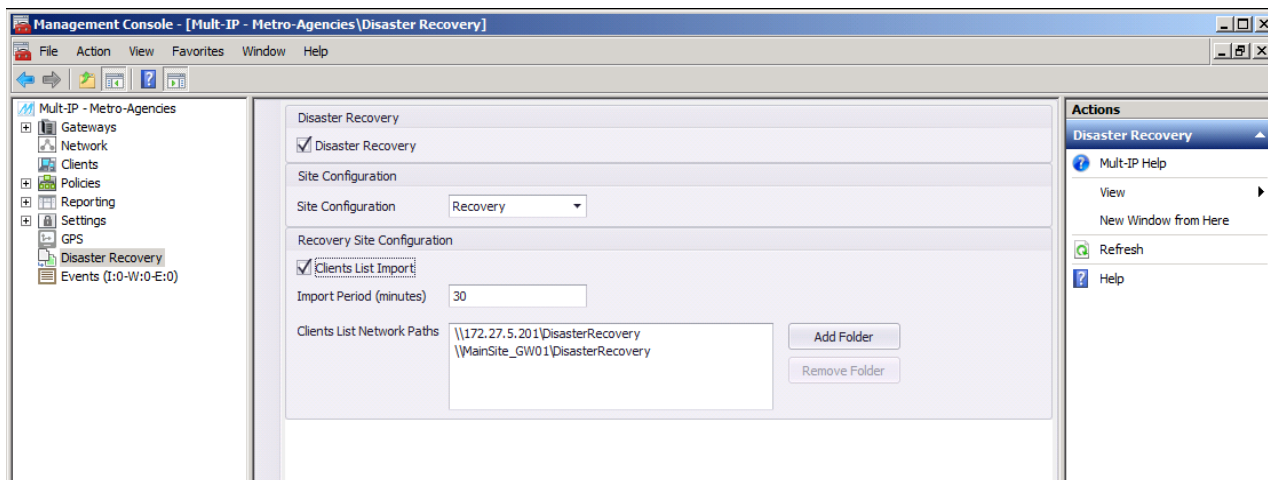 Management Console - [Mult-IP - Metro-Agencies\Disaster Recovery]
File Action View Favorites Window Help
Mult-IP - Metro-Agencies
Gateways
Network
Clients
Policies
Reporting
Settings
GPS
Disaster Recovery
Events (I:0-W:0-E:0)
Disaster Recovery
Disaster Recovery
Site Configuration
Site Configuration Recovery
Recovery Site Configuration
Clients List Import
Import Period (minutes) 30
Clients List Network Paths \\172.27.5.201\DisasterRecovery
\\MainSite_GW01\DisasterRecovery
Add Folder
Remove Folder
Actions
Disaster Recovery
Mult-IP Help
View
New Window from Here
Refresh
Help